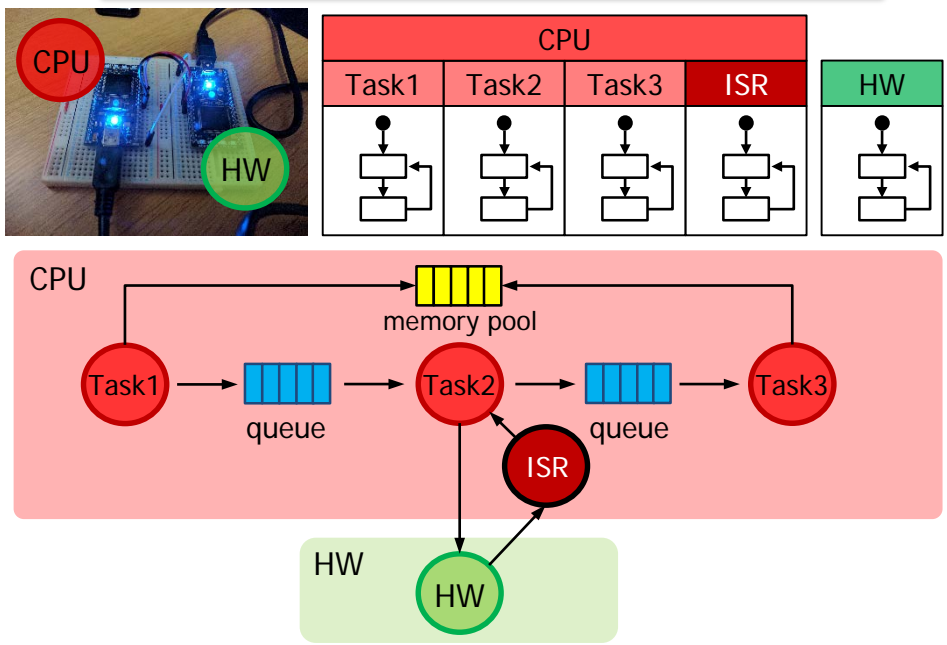 CPU
HW
CPU
Task1 Task2 Task3 ISR HW
CPU
memory pool
Task1 Task2 Task3
queue queue
ISR
HW
HW